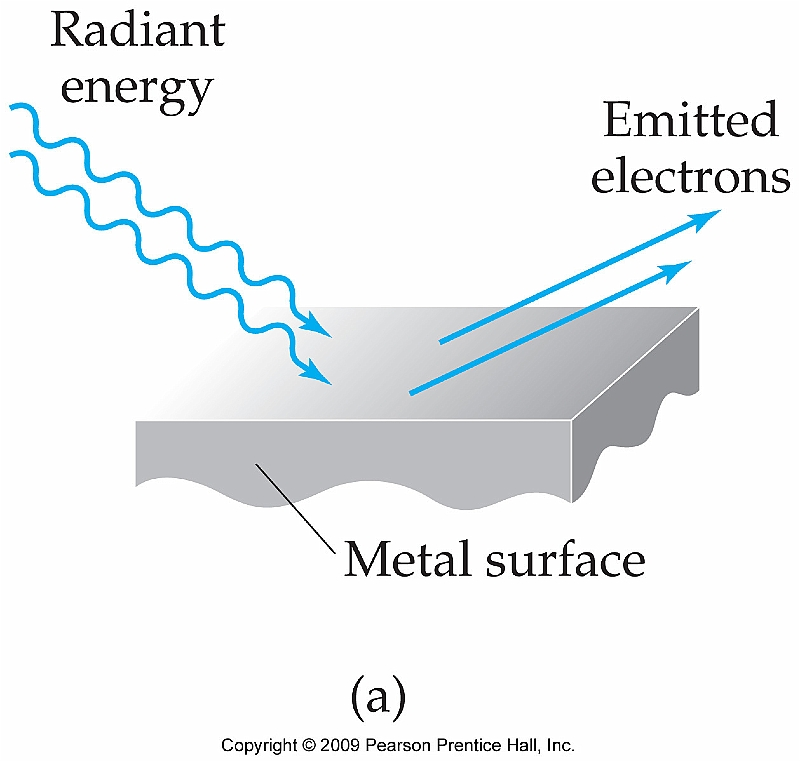 Radiant
energy
Emitted
electrons
Metal surface
(a)
Copyright © 2009 Pearson Prentice Hall, Inc.